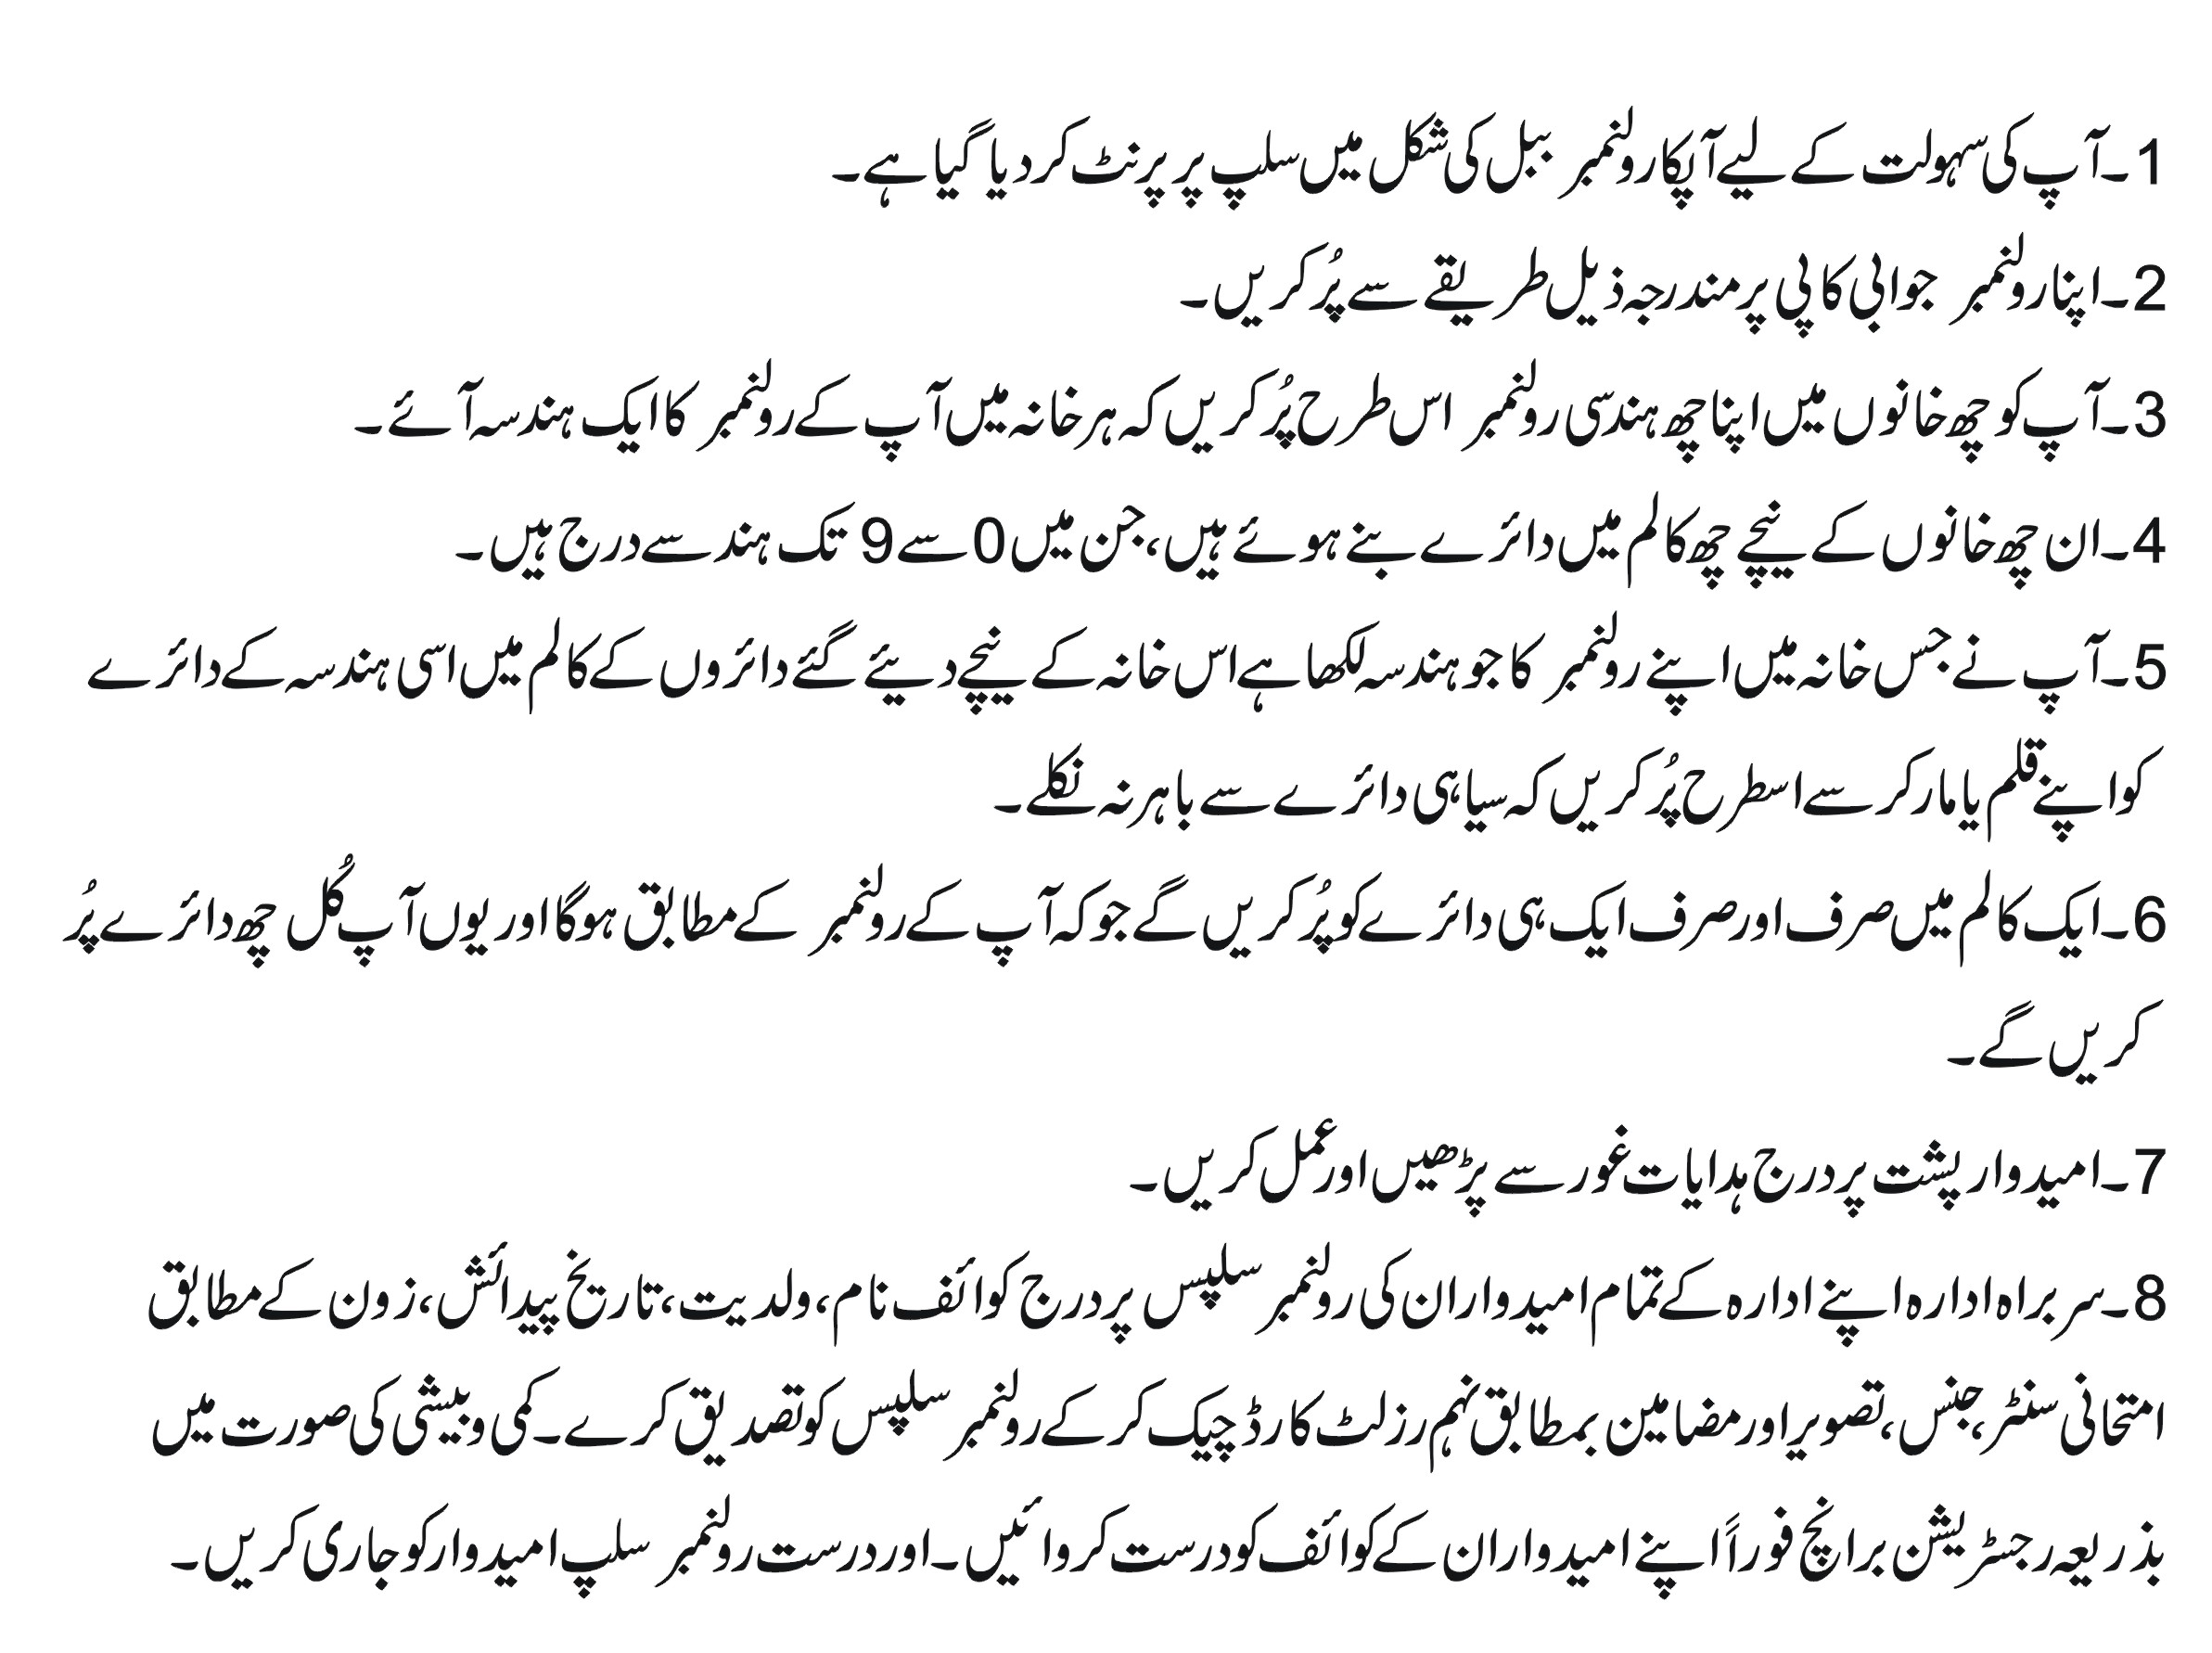 1۔آپ کی سہولت کے لیے آپکا رولنمبر ببل کی شکل میں سلپ پر پرنٹ کر دیا گیا ہے۔
2۔اپنا رولنمبر جوابی کاپی پر مندرجہ ذیل طریقے سے پُر کریں۔
3۔آپ کو چھ خانوں میں اپنا چھ ہندسی رولنمبر اس طرح پُر کریں کہ ہر خانہ میں آپ کے رولنمبر کا ایک ہندسہ آئے۔
4۔ان چھ خانوں کے نیچے چھ کالم میں دائرے بنے ہوئے ہیں، جن میں 0 سے 9 تک ہندسے درج ہیں۔
5۔آپ نے جس خانہ میں اپنے رولنمبر کا جو ہندسہ لکھا ہے اس خانہ کے نیچے دیئے گئے دائروں کے کالم میں اسی ہندسہ کے دائرے
کو اپنے قلم یا مارکر سے اسطرح پُر کریں کہ سیاہی دائرے سے باہر نہ نکلے۔
6۔ایک کالم میں صرف اور صرف ایک ہی دائرے کو پُر کریں گے جو کہ آپ کے رولنمبر کے مطابق ہوگا اور یوں آپ کُل چھ دائرے پُر
کریں گے۔
7۔امیدوار پشت پر درج ہدایات غور سے پڑھیں اور عمل کریں۔
8۔سربراہ ادارہ اپنے ادارہ کے تمام امیدواران کی رولنمبر سلپس پر درج کوائف نام، ولدیت، تاریخ پیدائش، زون کے مطابق
امتحانی سنٹر، جنس، تصویر اور مضامین بمطابق نہم رزلٹ کارڈ چیک کر کے رولنمبر سلپس کو تصدیق کرے۔ کمی و بیشی کی صورت میں
بذریعہ رجسٹریشن برانچ فوراً اپنے امیدواران کے کوائف کو درست کروائیں۔ اور درست رولنمبر سلپ امیدوار کو جاری کریں۔